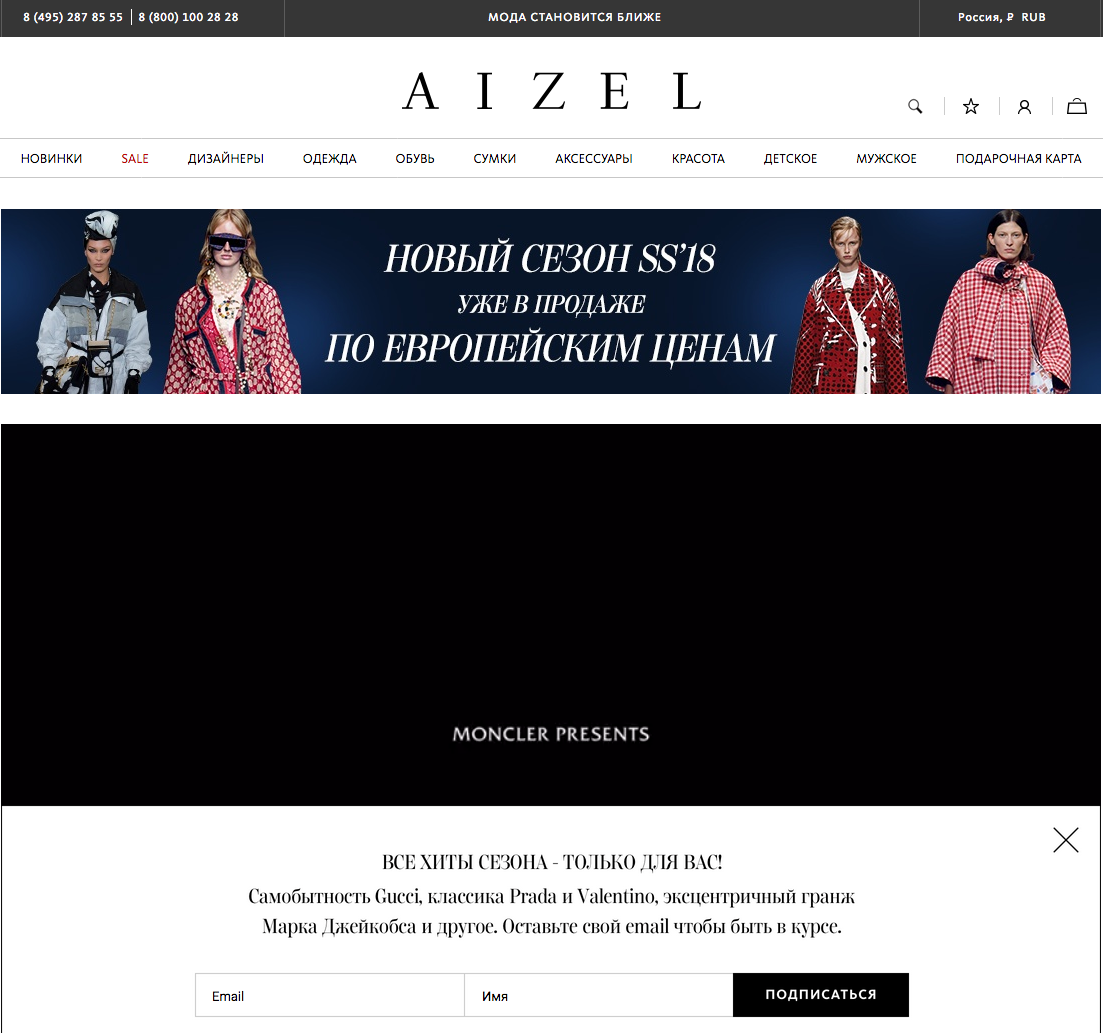 8 (495) 287 85 55 | 8 (800) 100 28 28
МОДА СТАНОВИТСЯ БЛИЖЕ
Россия, ₽ RUB
AIZEL
НОВИНКИ SALE ДИЗАЙНЕРЫ ОДЕЖДА ОБУВЬ СУМКИ АКСЕССУАРЫ КРАСОТА ДЕТСКОЕ МУЖСКОЕ ПОДАРОЧНАЯ КАРТА
НОВЫЙ СЕЗОН SS'18
УЖЕ В ПРОДАЖЕ
ПО ЕВРОПЕЙСКИМ ЦЕНАМ
MONCLER PRESENTS
ВСЕ ХИТЫ СЕЗОНА - ТОЛЬКО ДЛЯ ВАС!
Самобытность Gucci, классика Prada и Valentino, эксцентричный гранж
Марка Джейкобса и другое. Оставьте свой email чтобы быть в курсе.
Email
Имя
ПОДПИСАТЬСЯ